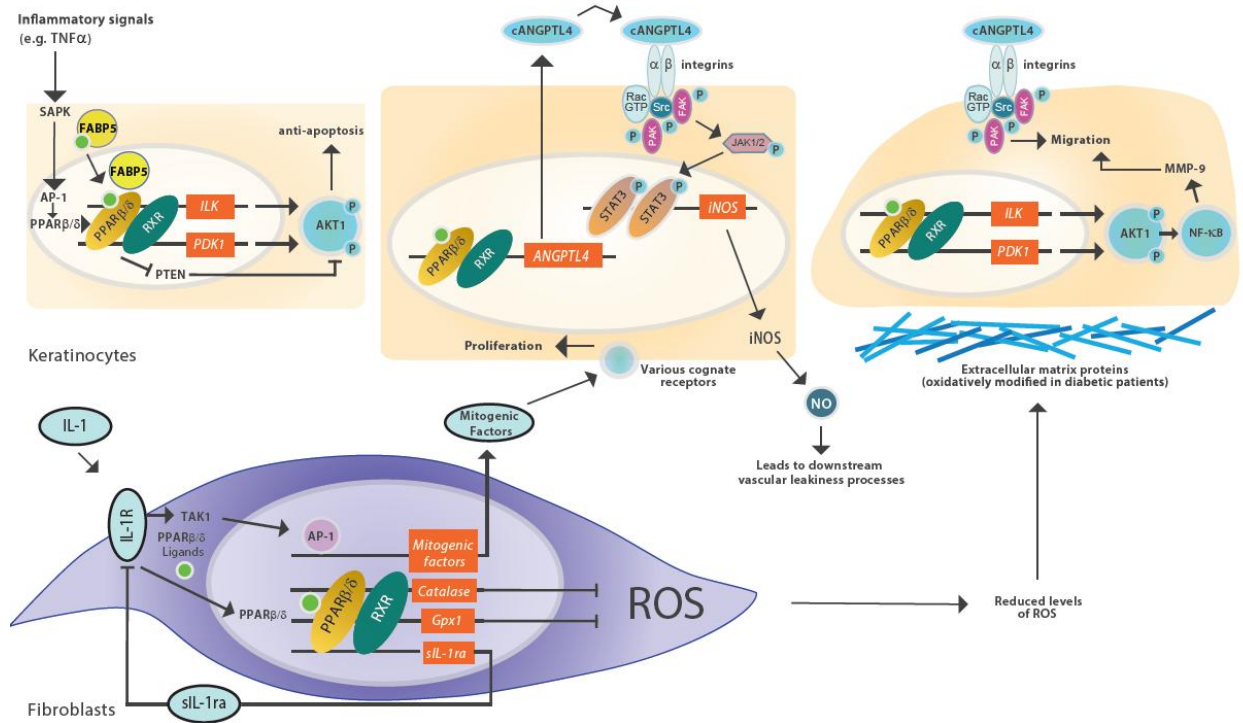 Inflammatory signals
(e.g. TNFα)
SAPK
FABP5
FABP5
anti-apoptosis
AP-1
PPARβ/δ
PPARβ/δ
RXR
ILK
PDK1
AKT1
P
P
PTEN
Keratinocytes
cANGPTL4
cANGPTL4
α
β
integrins
Rac
GTP
Src
FAK
P
P
PAK
P
JAK1/2
P
STAT3
P
STAT3
P
iNOS
PPARβ/δ
RXR
ANGPTL4
Proliferation
Various cognate
receptors
iNOS
NO
Leads to downstream
vascular leakiness processes
cANGPTL4
α
β
integrins
Rac
GTP
Src
FAK
P
P
PAK
P
Migration
MMP-9
PPARβ/δ
RXR
ILK
PDK1
AKT1
P
P
NF-κB
Extracellular matrix proteins
(oxidatively modified in diabetic patients)
IL-1
IL-1R
TAK1
PPARβ/δ
Ligands
PPARβ/δ
AP-1
Mitogenic
factors
Mitogenic
Factors
PPARβ/δ
RXR
Catalase
Gpx1
sIL-1ra
ROS
Reduced levels
of ROS
sIL-1ra
Fibroblasts